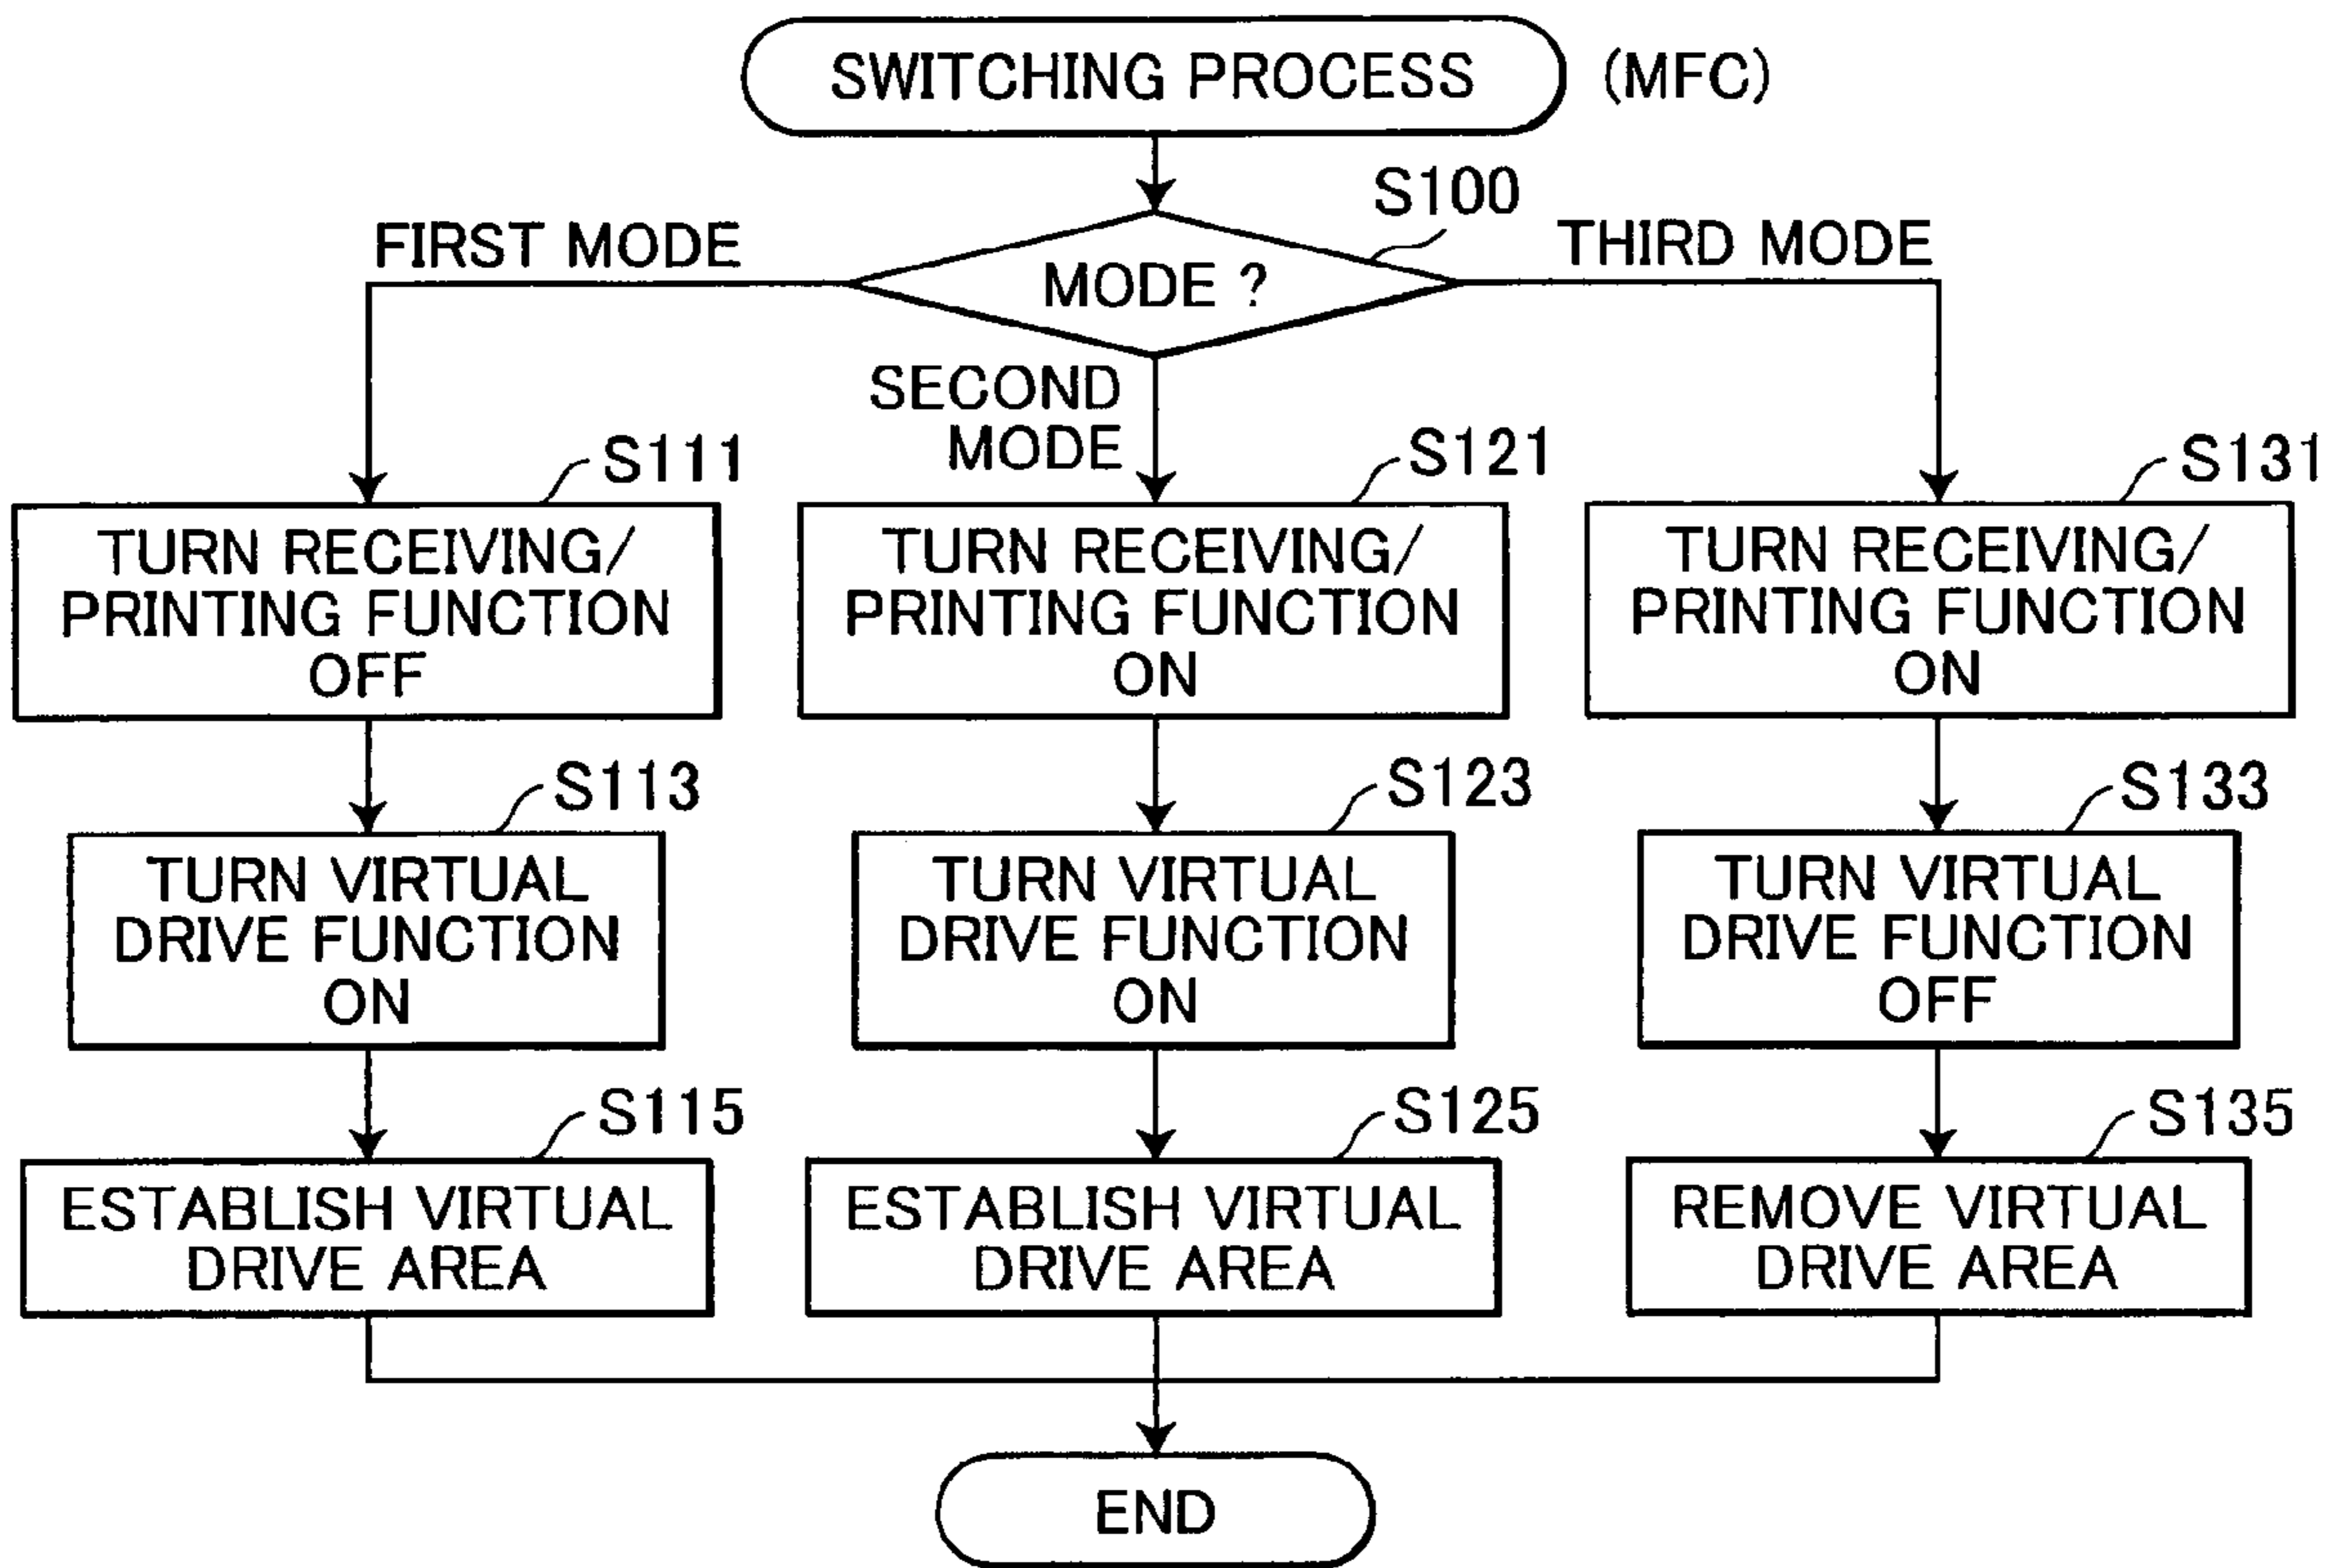 SWITCHING PROCESS
(MFC)
S100
FIRST MODE
MODE ?
THIRD MODE
SECOND
MODE
S111
TURN RECEIVING/
PRINTING FUNCTION
OFF
S121
TURN RECEIVING/
PRINTING FUNCTION
ON
S131
TURN RECEIVING/
PRINTING FUNCTION
ON
S113
TURN VIRTUAL
DRIVE FUNCTION
ON
S123
TURN VIRTUAL
DRIVE FUNCTION
ON
S133
TURN VIRTUAL
DRIVE FUNCTION
OFF
S115
ESTABLISH VIRTUAL
DRIVE AREA
S125
ESTABLISH VIRTUAL
DRIVE AREA
S135
REMOVE VIRTUAL
DRIVE AREA
END